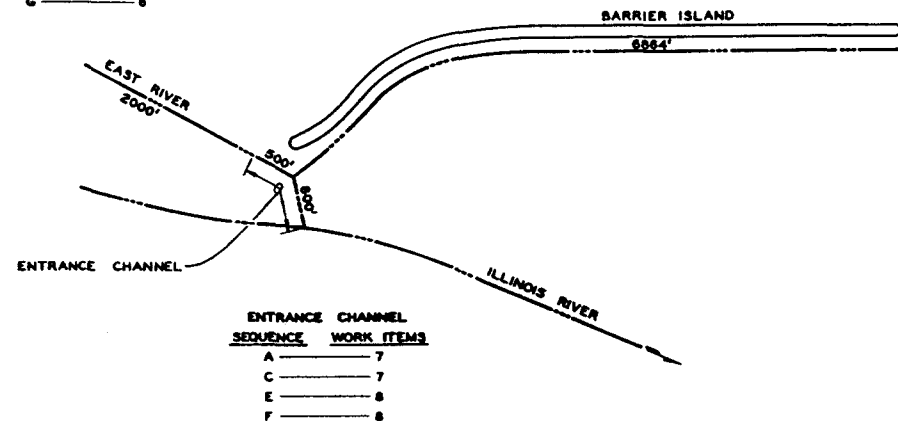 BARRIER ISLAND
6864'
EAST RIVER
2000'
500'
600'
ENTRANCE CHANNEL
ILLINOIS RIVER
ENTRANCE CHANNEL
SEQUENCE WORK ITEMS
A 7
C 7
E 8
F 8